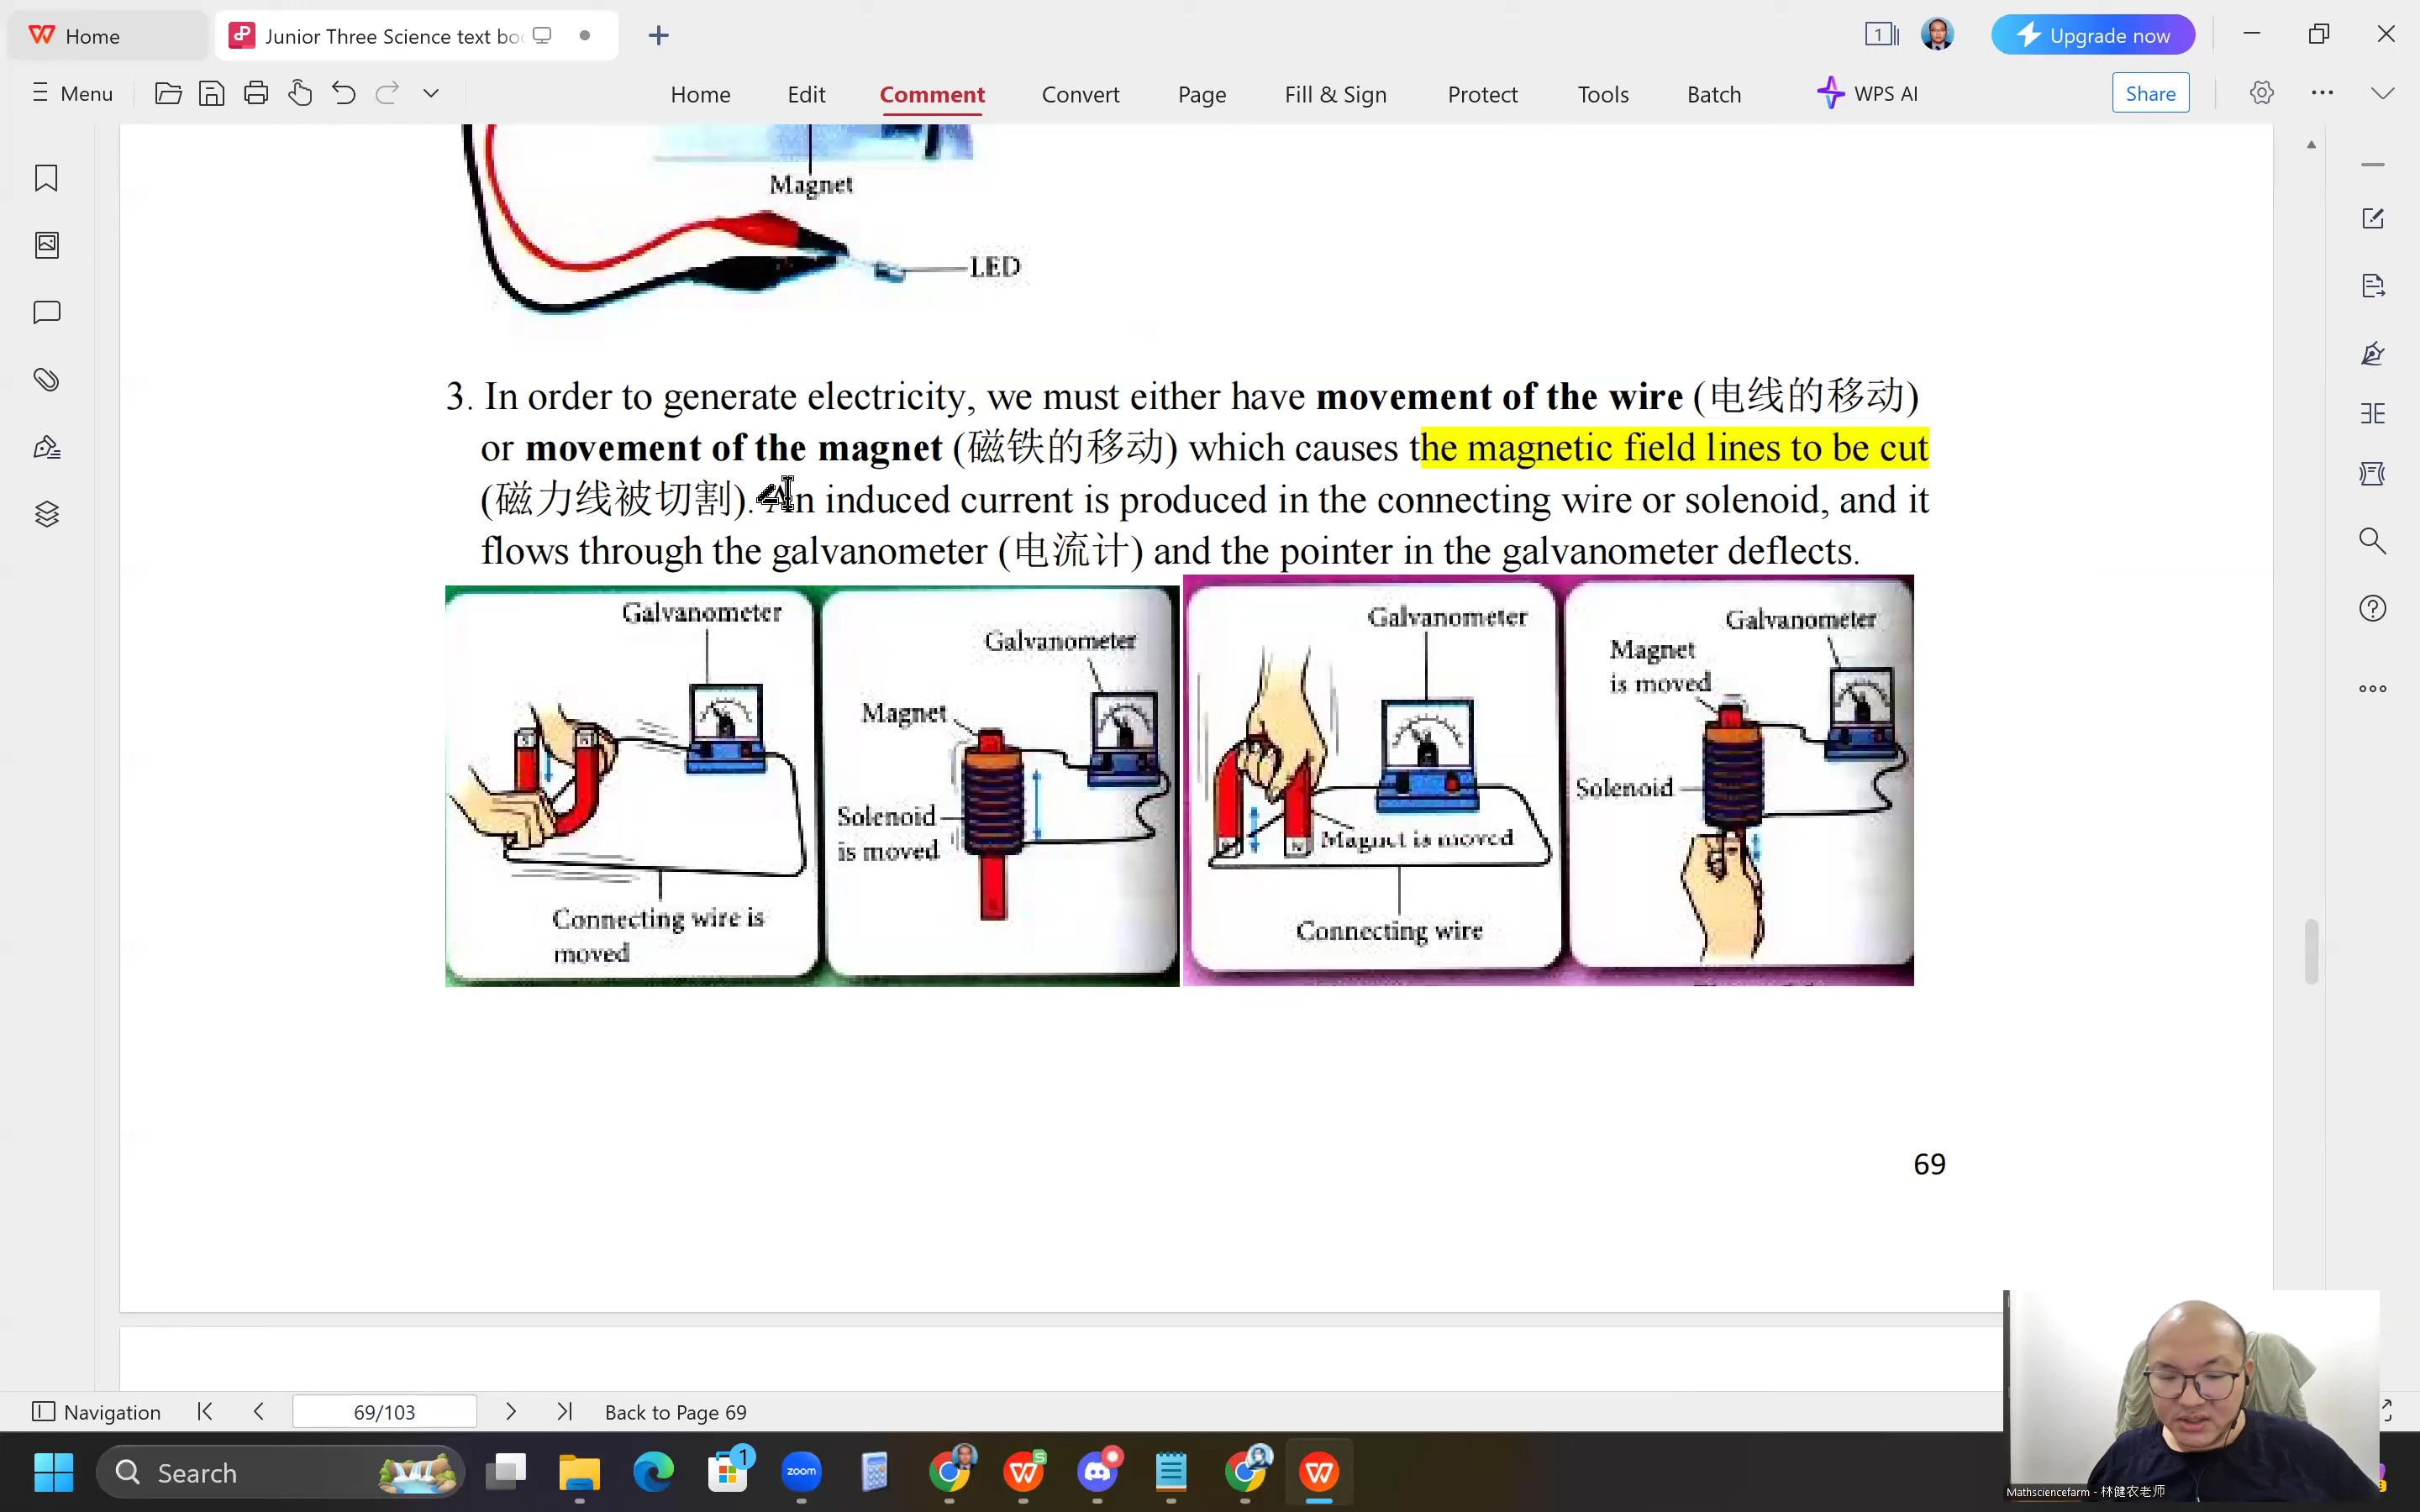 Home
Junior Three Science text boo
1
Upgrade now
Menu
Home
Edit
Comment
Convert
Page
Fill & Sign
Protect
Tools
Batch
WPS AI
Share
Magnet
LED
3. In order to generate electricity, we must either have movement of the wire (电线的移动)
or movement of the magnet (磁铁的移动) which causes the magnetic field lines to be cut
(磁力线被切割). An induced current is produced in the connecting wire or solenoid, and it
flows through the galvanometer (电流计) and the pointer in the galvanometer deflects.
Galvanometer
Connecting wire is
moved
Galvanometer
Magnet
Solenoid
is moved
Galvanometer
Magnet is moved
Connecting wire
Galvanometer
Magnet
is moved
Solenoid
69
Navigation
69/103
Back to Page 69
Search
1
zoom
Mathsciencefarm - 林健农老师